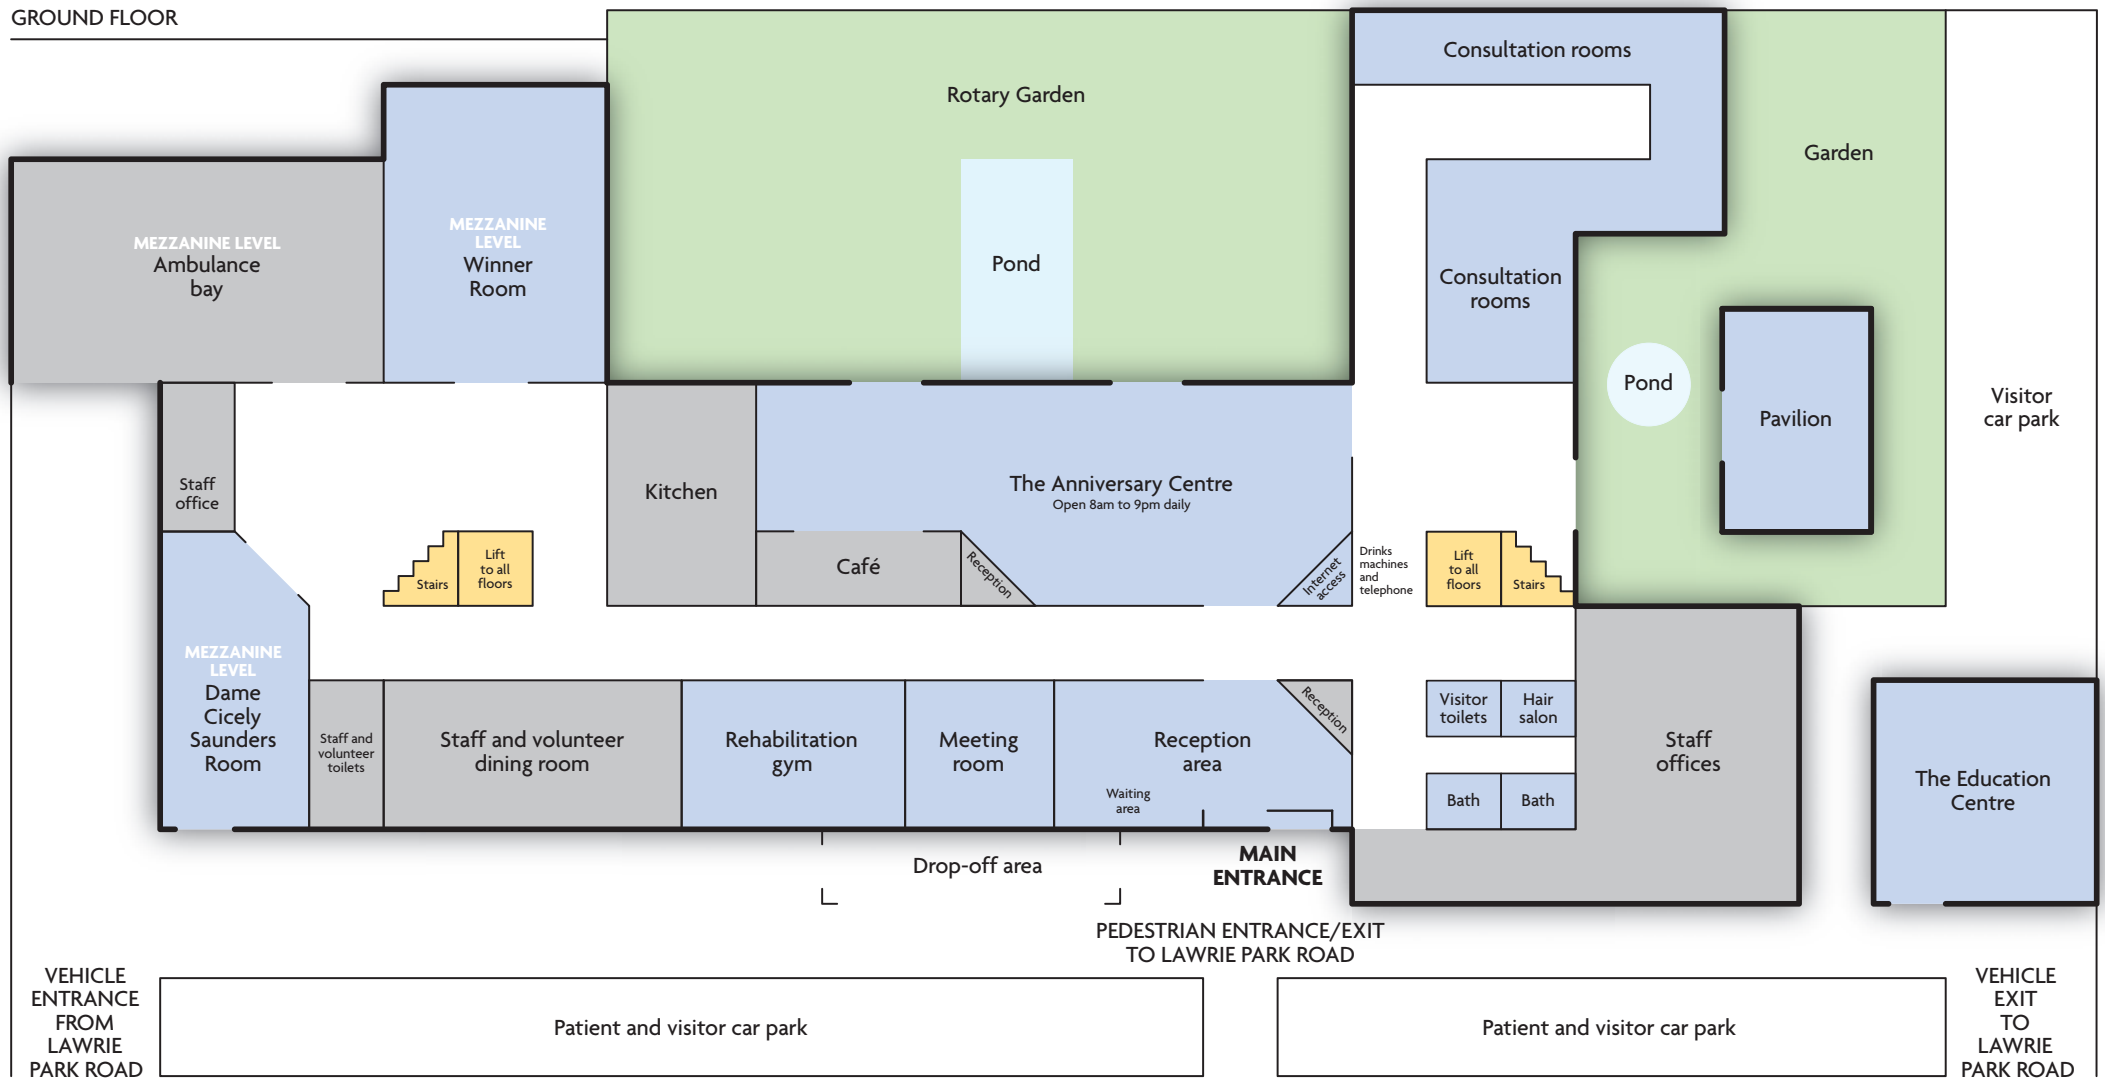 GROUND FLOOR
Consultation rooms
Rotary Garden
Garden
MEZZANINE LEVEL
Ambulance
bay
MEZZANINE
LEVEL
Winner
Room
Pond
Consultation
rooms
Pond
Pavilion
Visitor
car park
Staff
office
Kitchen
The Anniversary Centre
Open 8am to 9pm daily
Stairs
Lift
to all
floors
Café
Reception
Internet
access
Drinks
machines
and
telephone
Lift
to all
floors
Stairs
MEZZANINE
LEVEL
Dame
Cicely
Saunders
Room
Staff and
volunteer
toilets
Staff and volunteer
dining room
Rehabilitation
gym
Meeting
room
Reception
area
Waiting
area
Reception
Visitor
toilets
Hair
salon
Bath
Bath
Staff
offices
The Education
Centre
Drop-off area
MAIN
ENTRANCE
PEDESTRIAN ENTRANCE/EXIT
TO LAWRIE PARK ROAD
VEHICLE
ENTRANCE
FROM
LAWRIE
PARK ROAD
Patient and visitor car park
Patient and visitor car park
VEHICLE
EXIT
TO
LAWRIE
PARK ROAD